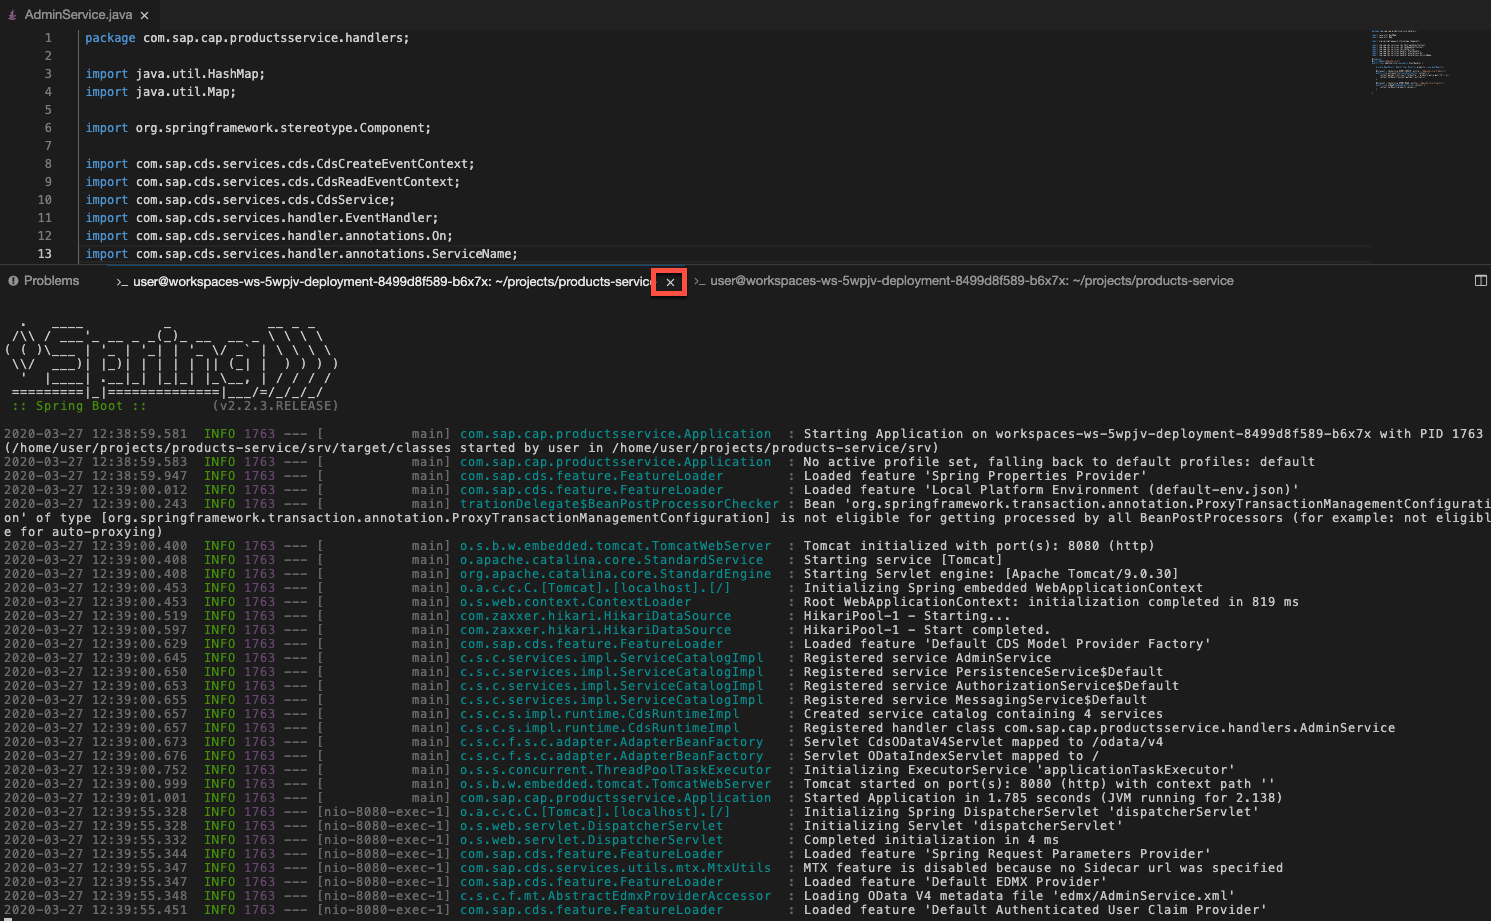 AdminService.java ×
1 package com.sap.cap.productsservice.handlers;
2
3 import java.util.HashMap;
4 import java.util.Map;
5
6 import org.springframework.stereotype.Component;
7
8 import com.sap.cds.services.cds.CdsCreateEventContext;
9 import com.sap.cds.services.cds.CdsReadEventContext;
10 import com.sap.cds.services.cds.CdsService;
11 import com.sap.cds.services.handler.EventHandler;
12 import com.sap.cds.services.handler.annotations.On;
13 import com.sap.cds.services.handler.annotations.ServiceName;
Problems >_ user@workspaces-ws-5wpjv-deployment-8499d8f589-b6x7x: ~/projects/products-service × >_ user@workspaces-ws-5wpjv-deployment-8499d8f589-b6x7x: ~/projects/products-service
  .   ____          _            __ _ _
 /\\ / ___'_ __ _ _(_)_ __  __ _ \ \ \ \
( ( )\___ | '_ | '_| | '_ \/ _` | \ \ \ \
 \\/  ___)| |_)| | | | | || (_| |  ) ) ) )
  '  |____| .__|_| |_|_| |_\__, | / / / /
 =========|_|==============|___/=/_/_/_/
 :: Spring Boot ::        (v2.2.3.RELEASE)
2020-03-27 12:38:59.581  INFO 1763 --- [           main] com.sap.cap.productsservice.Application  : Starting Application on workspaces-ws-5wpjv-deployment-8499d8f589-b6x7x with PID 1763
(/home/user/projects/products-service/srv/target/classes started by user in /home/user/projects/products-service/srv)
2020-03-27 12:38:59.583  INFO 1763 --- [           main] com.sap.cap.productsservice.Application  : No active profile set, falling back to default profiles: default
2020-03-27 12:38:59.947  INFO 1763 --- [           main] com.sap.cds.feature.FeatureLoader        : Loaded feature 'Spring Properties Provider'
2020-03-27 12:39:00.012  INFO 1763 --- [           main] com.sap.cds.feature.FeatureLoader        : Loaded feature 'Local Platform Environment (default-env.json)'
2020-03-27 12:39:00.243  INFO 1763 --- [           main] trationDelegate$BeanPostProcessorChecker : Bean 'org.springframework.transaction.annotation.ProxyTransactionManagementConfigurati
on' of type [org.springframework.transaction.annotation.ProxyTransactionManagementConfiguration] is not eligible for getting processed by all BeanPostProcessors (for example: not eligibl
e for auto-proxying)
2020-03-27 12:39:00.400  INFO 1763 --- [           main] o.s.b.w.embedded.tomcat.TomcatWebServer  : Tomcat initialized with port(s): 8080 (http)
2020-03-27 12:39:00.408  INFO 1763 --- [           main] o.apache.catalina.core.StandardService   : Starting service [Tomcat]
2020-03-27 12:39:00.408  INFO 1763 --- [           main] org.apache.catalina.core.StandardEngine  : Starting Servlet engine: [Apache Tomcat/9.0.30]
2020-03-27 12:39:00.453  INFO 1763 --- [           main] o.a.c.c.C.[Tomcat].[localhost].[/]       : Initializing Spring embedded WebApplicationContext
2020-03-27 12:39:00.453  INFO 1763 --- [           main] o.s.web.context.ContextLoader            : Root WebApplicationContext: initialization completed in 819 ms
2020-03-27 12:39:00.519  INFO 1763 --- [           main] com.zaxxer.hikari.HikariDataSource       : HikariPool-1 - Starting...
2020-03-27 12:39:00.597  INFO 1763 --- [           main] com.zaxxer.hikari.HikariDataSource       : HikariPool-1 - Start completed.
2020-03-27 12:39:00.629  INFO 1763 --- [           main] com.sap.cds.feature.FeatureLoader        : Loaded feature 'Default CDS Model Provider Factory'
2020-03-27 12:39:00.645  INFO 1763 --- [           main] c.s.c.services.impl.ServiceCatalogImpl   : Registered service AdminService
2020-03-27 12:39:00.650  INFO 1763 --- [           main] c.s.c.services.impl.ServiceCatalogImpl   : Registered service PersistenceService$Default
2020-03-27 12:39:00.653  INFO 1763 --- [           main] c.s.c.services.impl.ServiceCatalogImpl   : Registered service AuthorizationService$Default
2020-03-27 12:39:00.655  INFO 1763 --- [           main] c.s.c.services.impl.ServiceCatalogImpl   : Registered service MessagingService$Default
2020-03-27 12:39:00.657  INFO 1763 --- [           main] c.s.c.s.impl.runtime.CdsRuntimeImpl      : Created service catalog containing 4 services
2020-03-27 12:39:00.657  INFO 1763 --- [           main] c.s.c.s.impl.runtime.CdsRuntimeImpl      : Registered handler class com.sap.cap.productsservice.handlers.AdminService
2020-03-27 12:39:00.673  INFO 1763 --- [           main] c.s.c.f.s.c.adapter.AdapterBeanFactory   : Servlet CdsODataV4Servlet mapped to /odata/v4
2020-03-27 12:39:00.676  INFO 1763 --- [           main] c.s.c.f.s.c.adapter.AdapterBeanFactory   : Servlet ODataIndexServlet mapped to /
2020-03-27 12:39:00.752  INFO 1763 --- [           main] o.s.s.concurrent.ThreadPoolTaskExecutor  : Initializing ExecutorService 'applicationTaskExecutor'
2020-03-27 12:39:00.999  INFO 1763 --- [           main] o.s.b.w.embedded.tomcat.TomcatWebServer  : Tomcat started on port(s): 8080 (http) with context path ''
2020-03-27 12:39:01.001  INFO 1763 --- [           main] com.sap.cap.productsservice.Application  : Started Application in 1.785 seconds (JVM running for 2.138)
2020-03-27 12:39:55.328  INFO 1763 --- [nio-8080-exec-1] o.a.c.c.C.[Tomcat].[localhost].[/]       : Initializing Spring DispatcherServlet 'dispatcherServlet'
2020-03-27 12:39:55.328  INFO 1763 --- [nio-8080-exec-1] o.s.web.servlet.DispatcherServlet        : Initializing Servlet 'dispatcherServlet'
2020-03-27 12:39:55.332  INFO 1763 --- [nio-8080-exec-1] o.s.web.servlet.DispatcherServlet        : Completed initialization in 4 ms
2020-03-27 12:39:55.344  INFO 1763 --- [nio-8080-exec-1] com.sap.cds.feature.FeatureLoader        : Loaded feature 'Spring Request Parameters Provider'
2020-03-27 12:39:55.347  INFO 1763 --- [nio-8080-exec-1] com.sap.cds.services.utils.mtx.MtxUtils  : MTX feature is disabled because no Sidecar url was specified
2020-03-27 12:39:55.347  INFO 1763 --- [nio-8080-exec-1] com.sap.cds.feature.FeatureLoader        : Loaded feature 'Default EDMX Provider'
2020-03-27 12:39:55.348  INFO 1763 --- [nio-8080-exec-1] c.s.c.f.mt.AbstractEdmxProviderAccessor  : Loading OData V4 metadata file 'edmx/AdminService.xml'
2020-03-27 12:39:55.451  INFO 1763 --- [nio-8080-exec-1] com.sap.cds.feature.FeatureLoader        : Loaded feature 'Default Authenticated User Claim Provider'